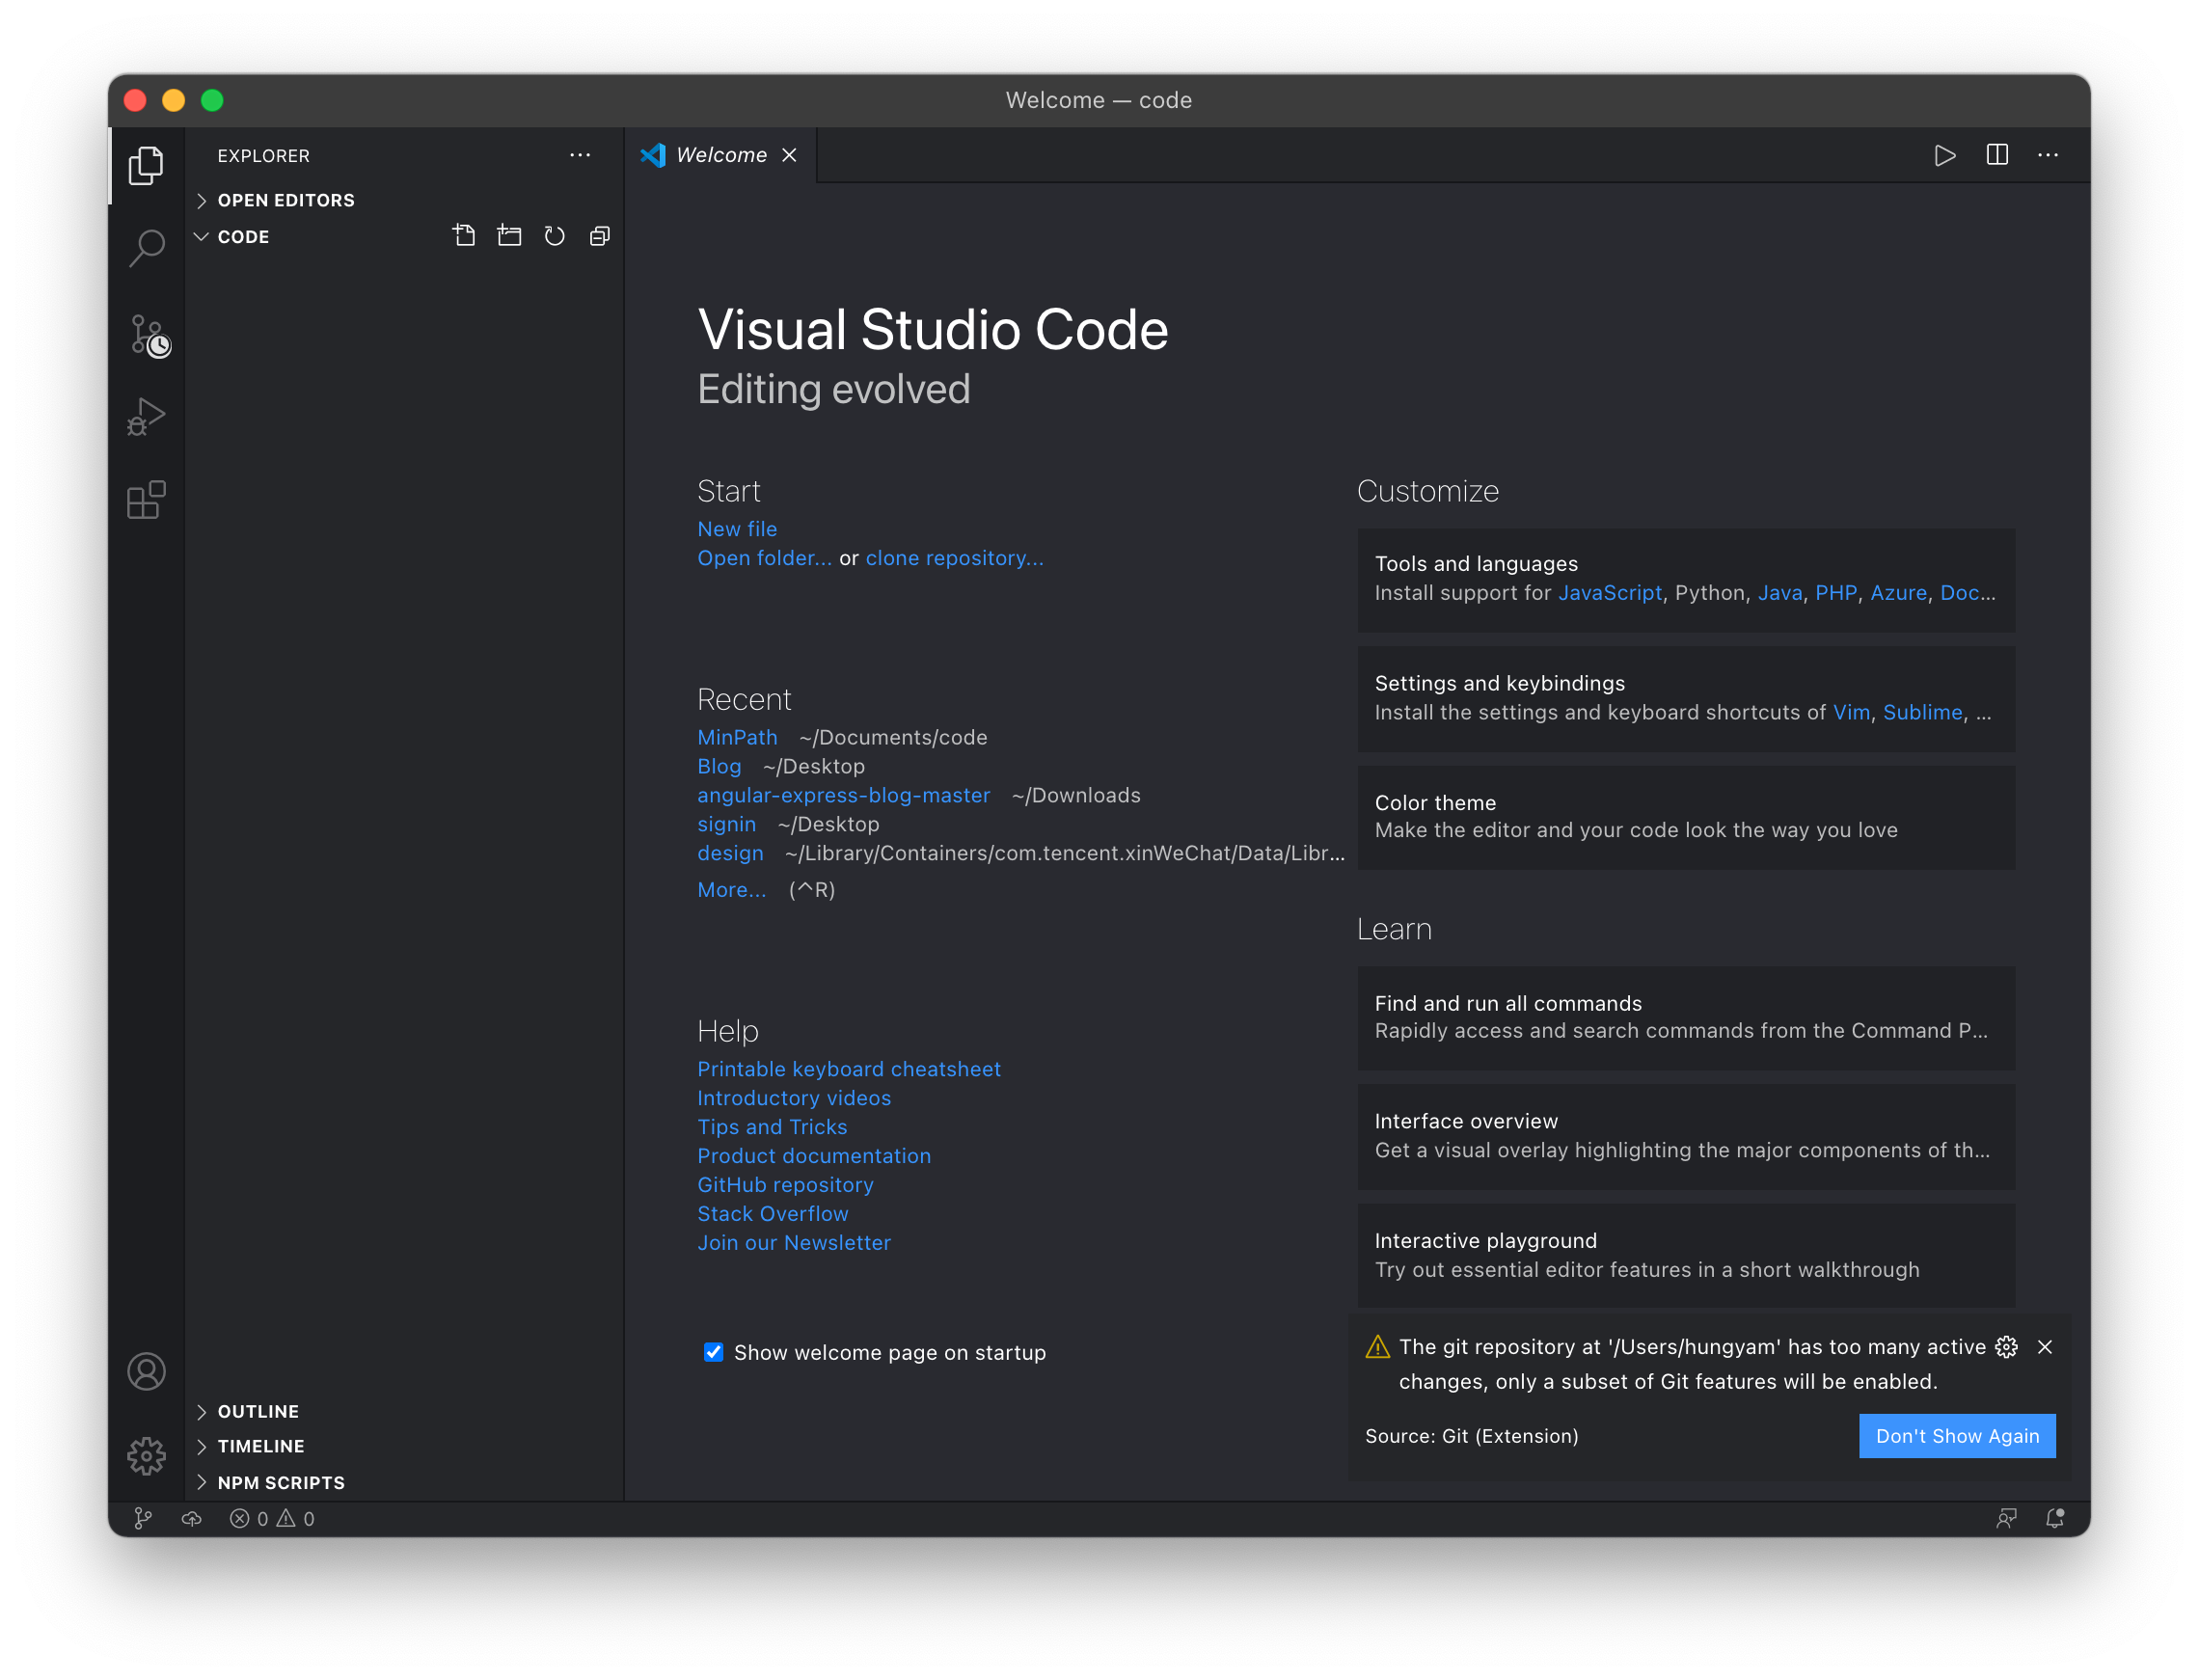 Welcome — code
EXPLORER
OPEN EDITORS
CODE
OUTLINE
TIMELINE
NPM SCRIPTS
Welcome
Visual Studio Code
Editing evolved
Start
New file
Open folder... or clone repository...
Recent
MinPath ~/Documents/code
Blog ~/Desktop
angular-express-blog-master ~/Downloads
signin ~/Desktop
design ~/Library/Containers/com.tencent.xinWeChat/Data/Libr...
More... (^R)
Help
Printable keyboard cheatsheet
Introductory videos
Tips and Tricks
Product documentation
GitHub repository
Stack Overflow
Join our Newsletter
Show welcome page on startup
Customize
Tools and languages
Install support for JavaScript, Python, Java, PHP, Azure, Doc...
Settings and keybindings
Install the settings and keyboard shortcuts of Vim, Sublime, ...
Color theme
Make the editor and your code look the way you love
Learn
Find and run all commands
Rapidly access and search commands from the Command P...
Interface overview
Get a visual overlay highlighting the major components of th...
Interactive playground
Try out essential editor features in a short walkthrough
The git repository at '/Users/hungyam' has too many active
changes, only a subset of Git features will be enabled.
Source: Git (Extension)
Don't Show Again
0 0